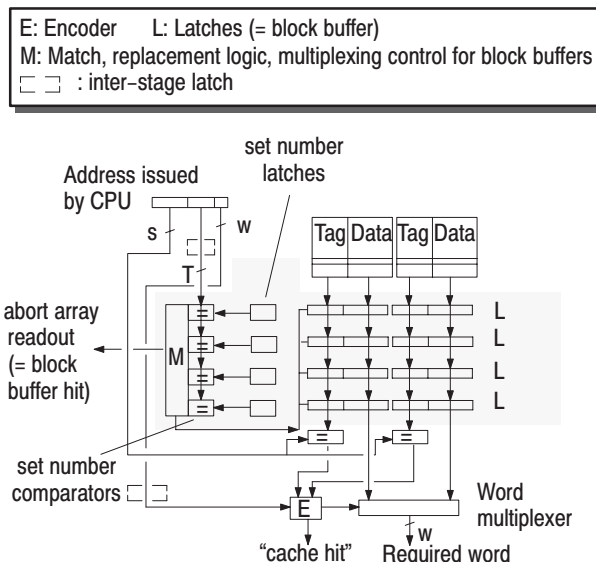 E: Encoder L: Latches (= block buffer)
M: Match, replacement logic, multiplexing control for block buffers
: inter-stage latch
set number
latches
Address issued
by CPU
s
w
T
Tag Data Tag Data
abort array
readout
(= block
buffer hit)
M
=
=
=
=
L
L
L
L
=
=
set number
comparators
E
Word
multiplexer
w
"cache hit"
Required word